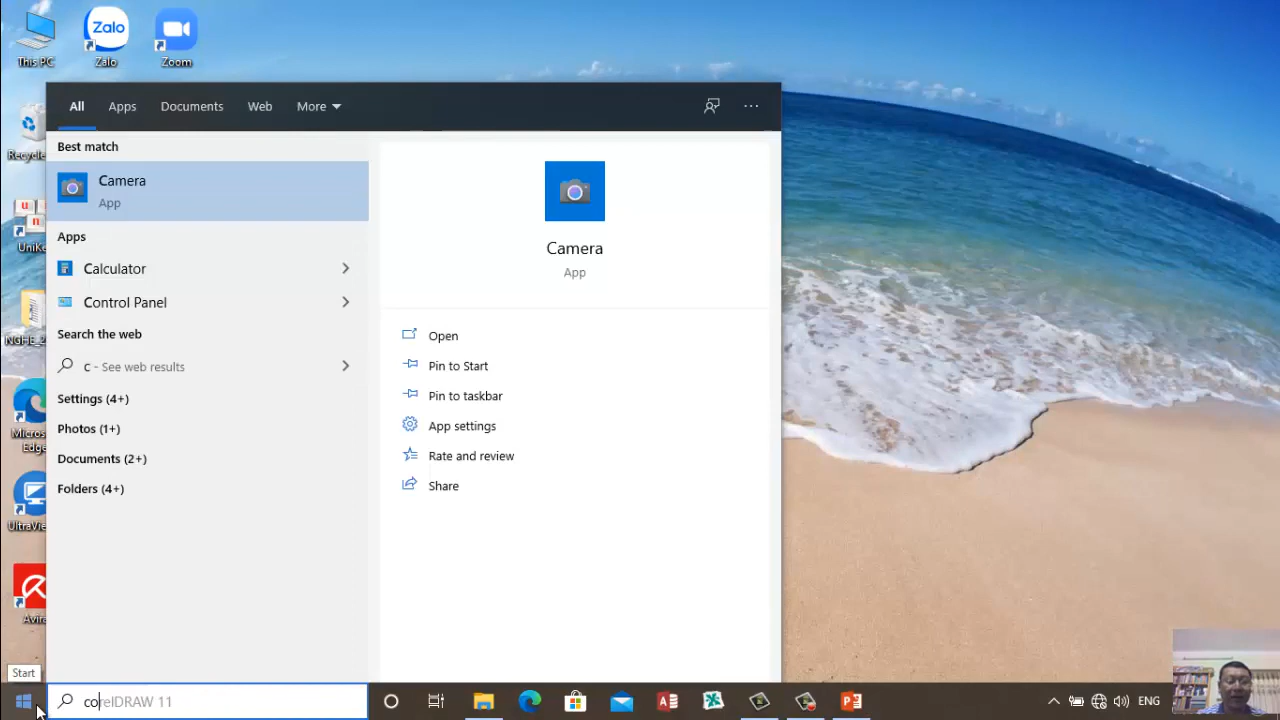 This PC
Zalo
Zalo
Zoom
Recycle
UniKe
NGHE_2
Micros
Edge
UltraVie
Avira
All
Apps
Documents
Web
More
Best match
Camera
App
Apps
Calculator
Control Panel
Search the web
c - See web results
Settings (4+)
Photos (1+)
Documents (2+)
Folders (4+)
Camera
App
Open
Pin to Start
Pin to taskbar
App settings
Rate and review
Share
Start
corelDRAW 11
ENG